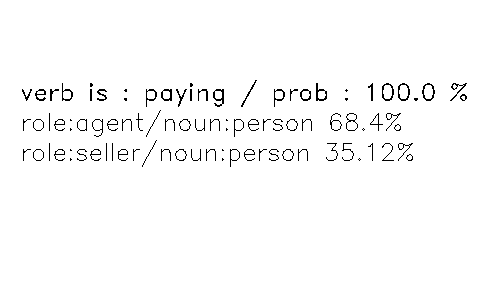 verb is : paying / prob : 100.0 %
role:agent/noun:person 68.4%
role:seller/noun:person 35.12%